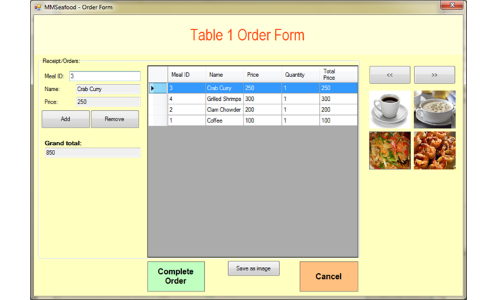 MMSeafood - Order Form
Table 1 Order Form
Receipt/Orders:
Meal ID: 3
Name: Crab Curry
Price: 250
Add Remove
Grand total:
850
Meal ID Name Price Quantity Total Price
3 Crab Curry 250 1 250
4 Grilled Shrimps 300 1 300
2 Clam Chowder 200 1 200
1 Coffee 100 1 100
<< >>
Complete Order
Save as image
Cancel